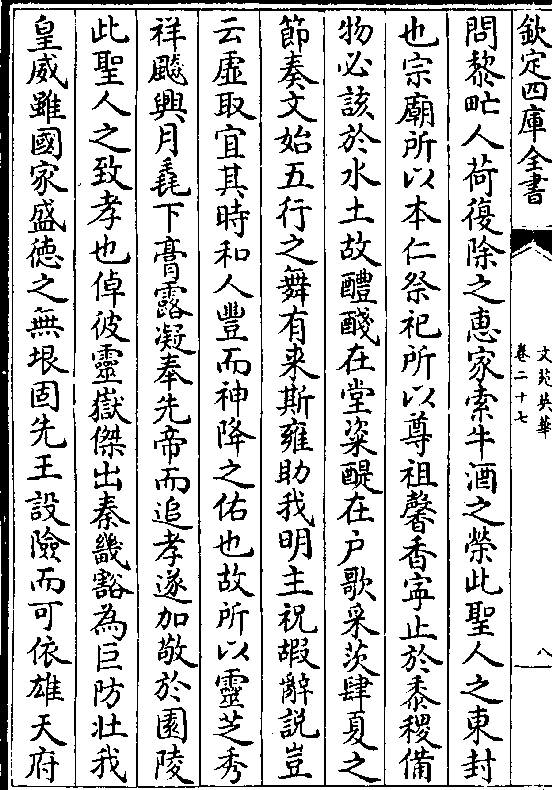 欽定四庫全書
文苑英華
卷二十七
八
問黎甿人荷復除之惠家索牛酒之榮此聖人之東封
也宗廟所以本仁祭祀所以尊祖馨香寧止於黍稷備
物必該於水土故醴醆在堂粢醍在户歌采茨肆夏之
節奏文始五行之舞有来斯雍助我明主祝嘏辭説豈
云虚取宜其時和人豐而神降之佑也故所以靈芝秀
祥飈興月毳下膏露凝奉先帝而追孝遂加敬於園陵
此聖人之致孝也倬彼靈嶽傑出秦畿豁為巨防壯我
皇威雖國家盛徳之無垠固先王設險而可依雄天府